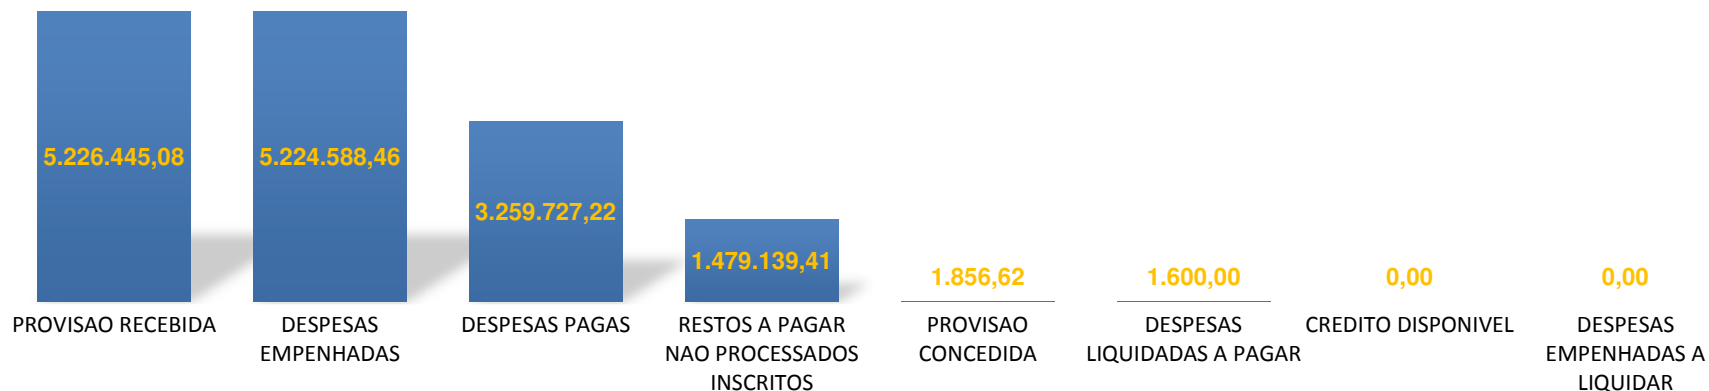 5.226.445,08
5.224.588,46
3.259.727,22
1.479.139,41
1.856,62
1.600,00
0,00
0,00
PROVISAO RECEBIDA
DESPESAS
EMPENHADAS
DESPESAS PAGAS
RESTOS A PAGAR
NAO PROCESSADOS
INSCRITOS
PROVISAO
CONCEDIDA
DESPESAS
LIQUIDADAS A PAGAR
CREDITO DISPONIVEL
DESPESAS
EMPENHADAS A
LIQUIDAR